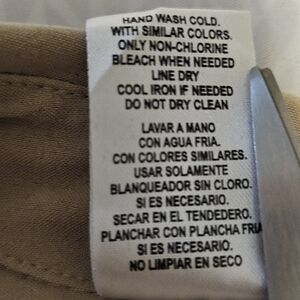 HAND WASH COLD.
WITH SIMILAR COLORS.
ONLY NON-CHLORINE
BLEACH WHEN NEEDED
LINE DRY
COOL IRON IF NEEDED
DO NOT DRY CLEAN
LAVAR A MANO
CON AGUA FRIA.
CON COLORES SIMILARES.
USAR SOLAMENTE
BLANQUEADOR SIN CLORO.
SI ES NECESARIO.
SECAR EN EL TENDEDERO.
PLANCHAR CON PLANCHA FRIA
SI ES NECESARIO.
NO LIMPIAR EN SECO